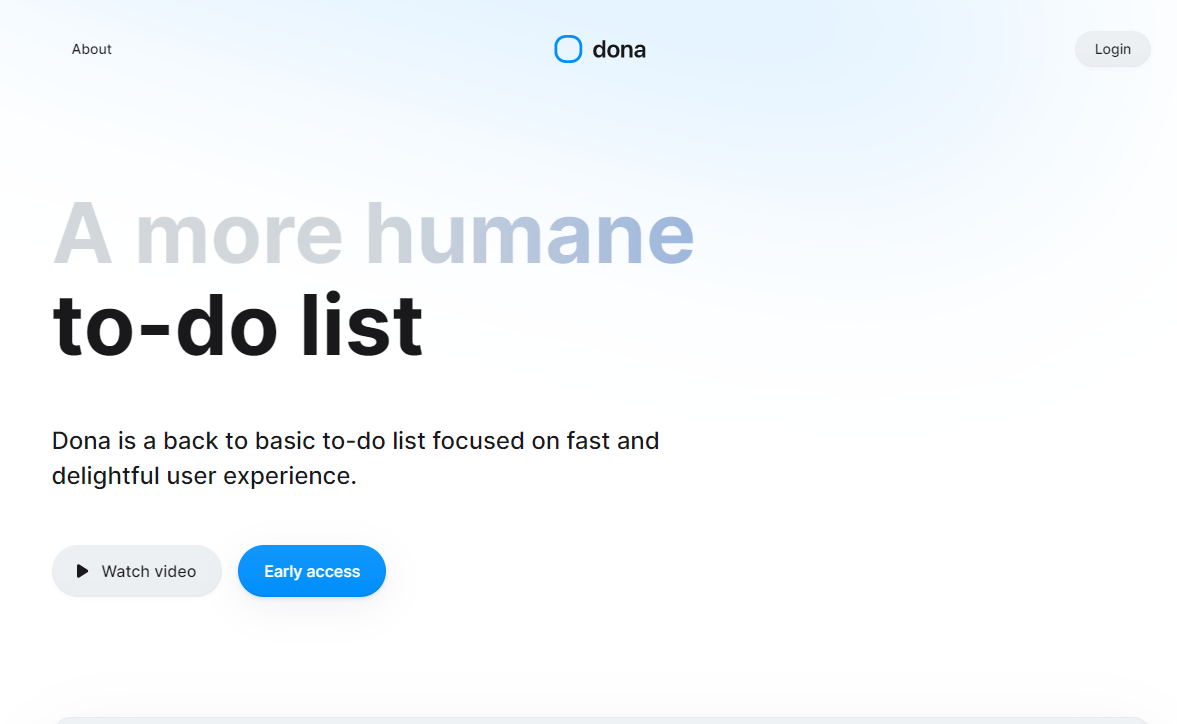 About
dona
Login
A more humane
to-do list
Dona is a back to basic to-do list focused on fast and
delightful user experience.
Watch video
Early access